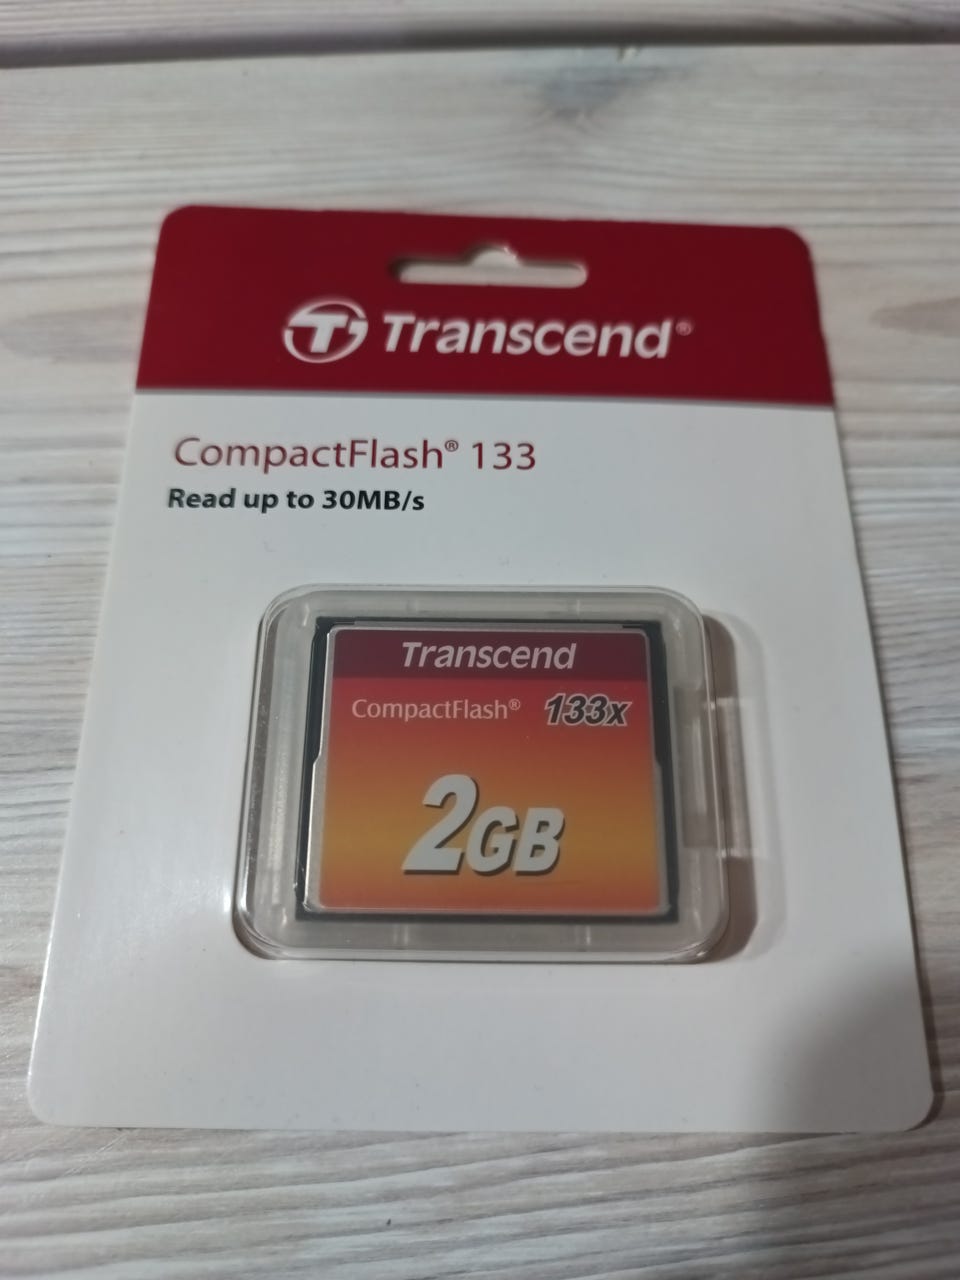 Transcend®
CompactFlash® 133
Read up to 30MB/s
Transcend
CompactFlash® 133x
2GB